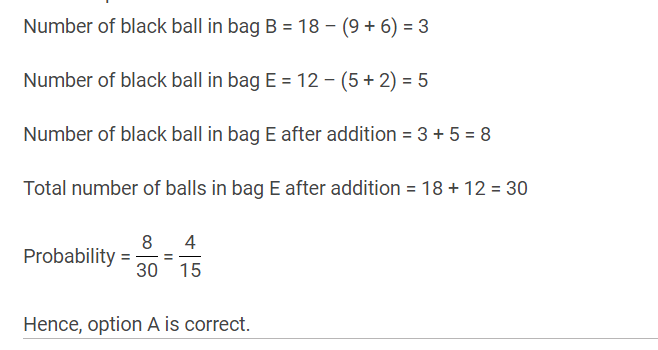 Number of black ball in bag B = 18 − (9 + 6) = 3
Number of black ball in bag E = 12 − (5 + 2) = 5
Number of black ball in bag E after addition = 3 + 5 = 8
Total number of balls in bag E after addition = 18 + 12 = 30
Probability = 8/30 = 4/15
Hence, option A is correct.